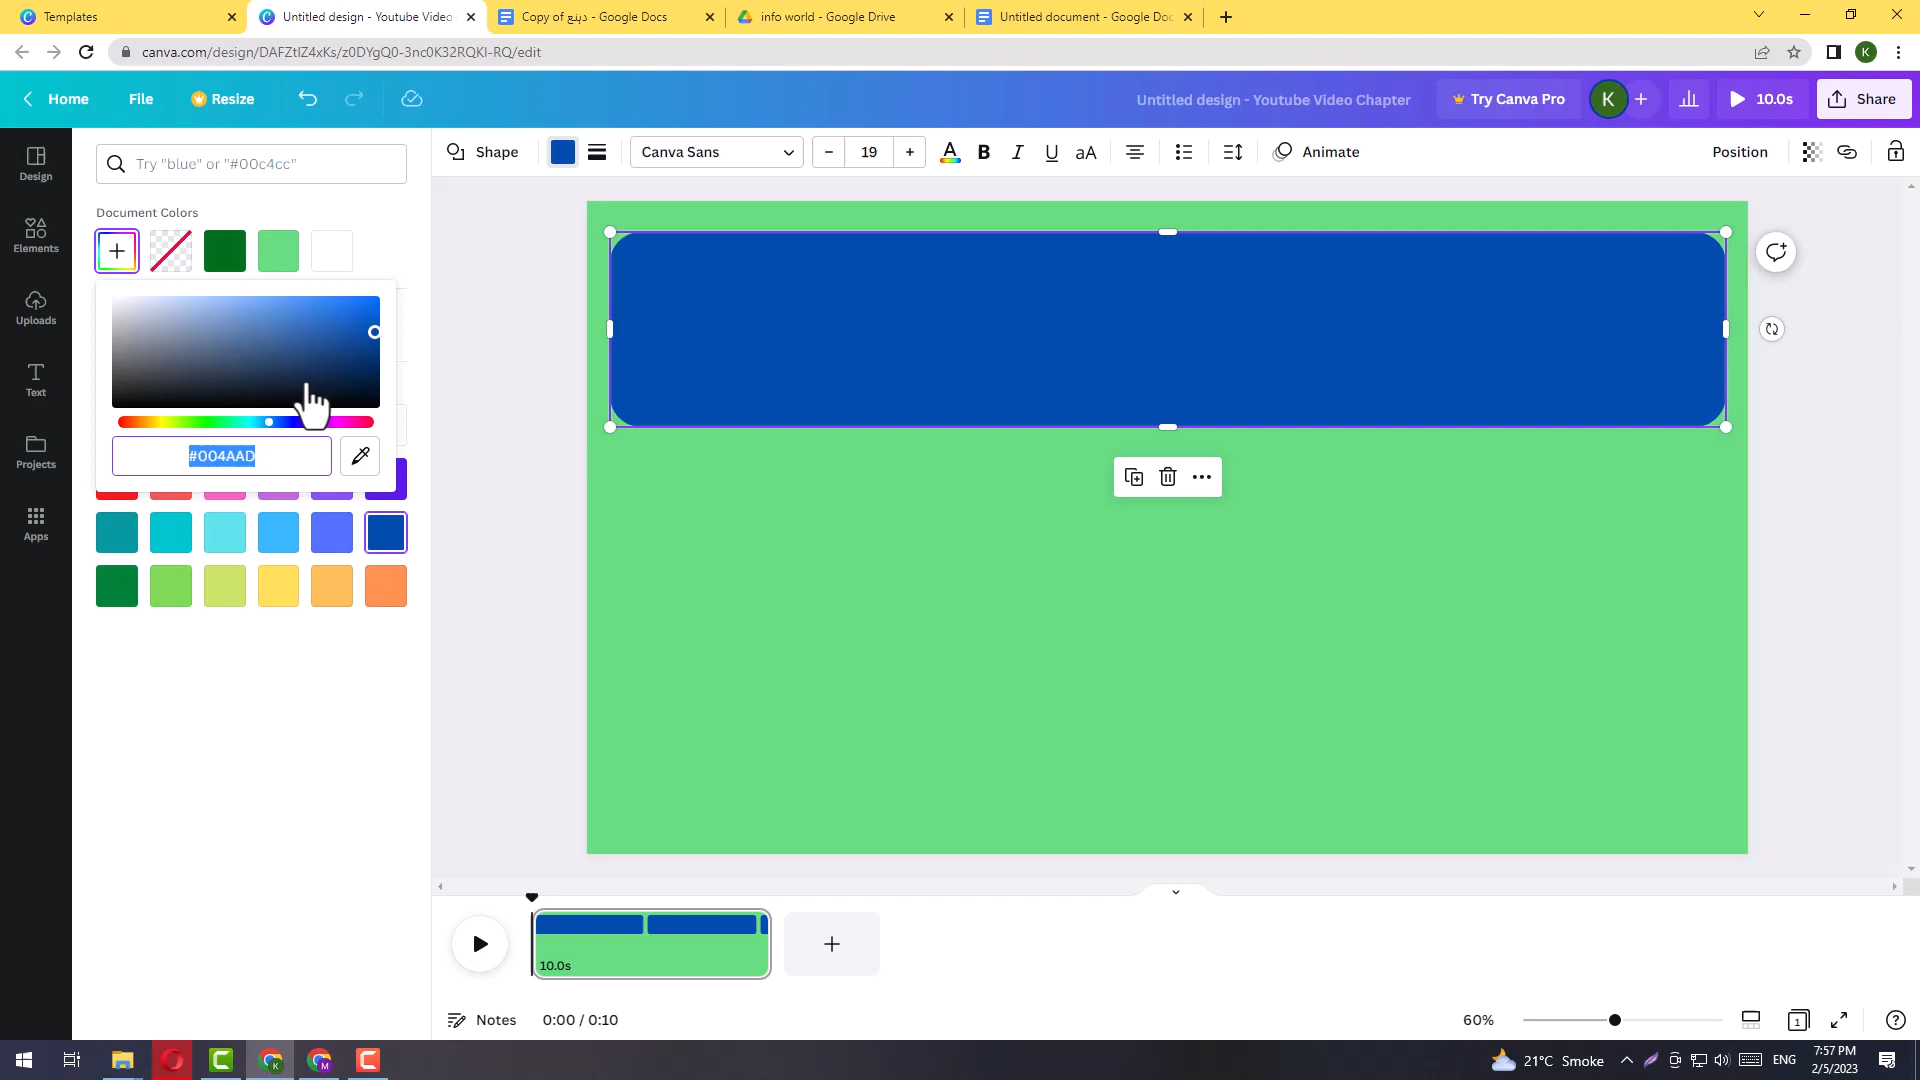 Templates
Untitled design - Youtube Video
Copy of دينع - Google Docs
info world - Google Drive
Untitled document - Google Doc
canva.com/design/DAFZtlZ4xKs/z0DYgQ0-3nc0K32RQKI-RQ/edit
K
Home
File
Resize
Untitled design - Youtube Video Chapter
Try Canva Pro
K
10.0s
Share
Try "blue" or "#00c4cc"
Shape
Canva Sans
19
A
B
I
U
aA
Animate
Position
Design
Elements
Uploads
Text
Projects
Apps
Document Colors
#004AAD
10.0s
Notes
0:00 / 0:10
60%
1
21°C Smoke
ENG
7:57 PM
2/5/2023